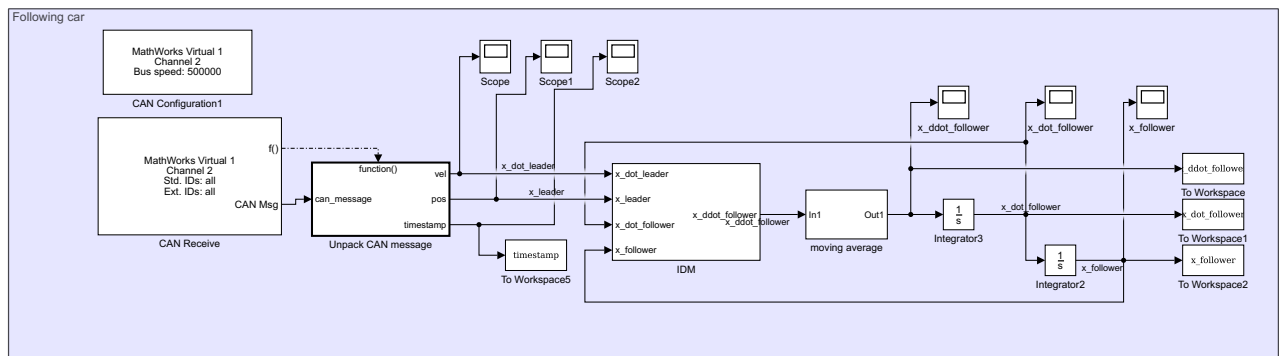 Following car
MathWorks Virtual 1
Channel 2
Bus speed: 500000
CAN Configuration1
MathWorks Virtual 1
Channel 2
Std. IDs: all
Ext. IDs: all
f()
CAN Msg
CAN Receive
function()
can_message
vel
pos
timestamp
Unpack CAN message
Scope
Scope1
Scope2
x_dot_leader
x_leader
timestamp
To Workspace5
x_dot_leader
x_leader
x_dot_follower
x_follower
x_ddot_follower
IDM
x_ddot_follower
In1
Out1
moving average
x_ddot_follower
x_dot_follower
x_follower
1
s
Integrator3
x_dot_follower
1
s
Integrator2
x_follower
_ddot_followe
To Workspace
x_dot_follower
To Workspace1
x_follower
To Workspace2